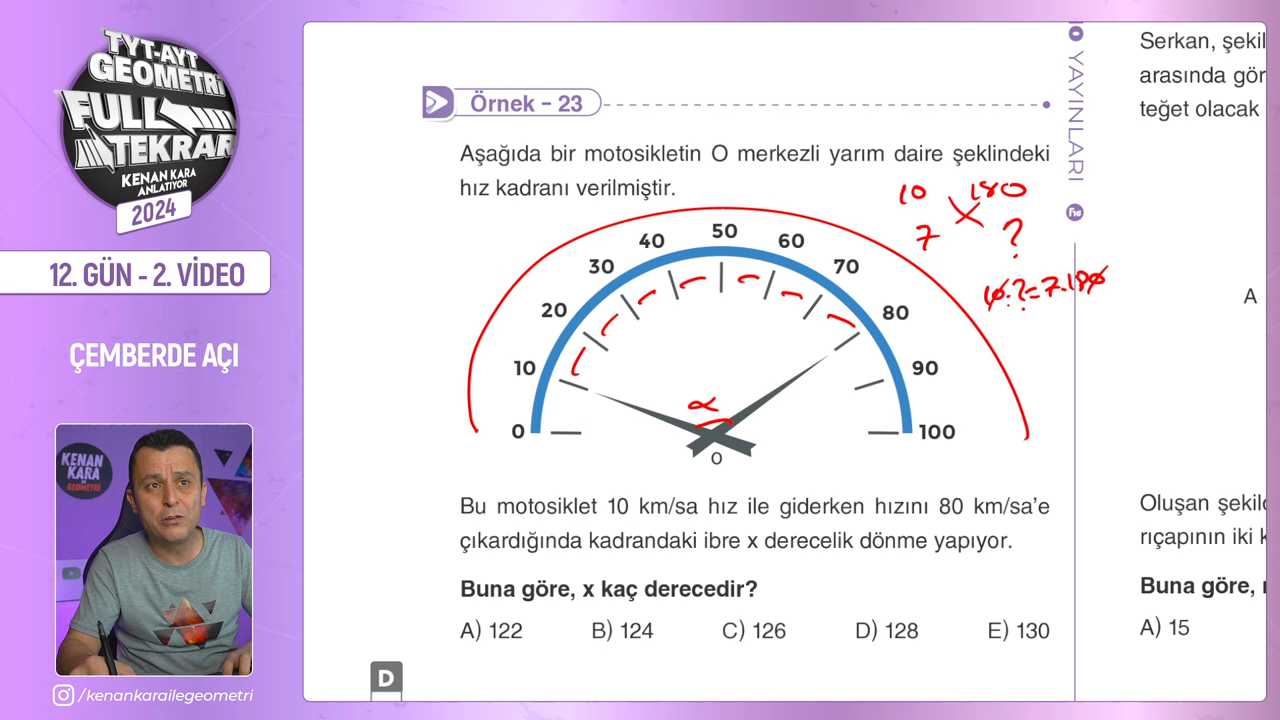 TYT-AYT
GEOMETRİ
FULL
TEKRAR
KENAN KARA
ANLATIYOR
2024
12. GÜN - 2. VİDEO
ÇEMBERDE AÇI
KENAN
KARA
GEOMETRİ
/kenankarailegeometri
Örnek – 23
Aşağıda bir motosikletin O merkezli yarım daire şeklindeki
hız kadranı verilmiştir.
10 180
7 ?
10.?=7.180
0
10
20
30
40
50
60
70
80
90
100
α
O
Bu motosiklet 10 km/sa hız ile giderken hızını 80 km/sa’e
çıkardığında kadrandaki ibre x derecelik dönme yapıyor.
Buna göre, x kaç derecedir?
A) 122 B) 124 C) 126 D) 128 E) 130
D
YAYINLARI
Serkan, şekil
arasında gör
teğet olacak
A
Oluşan şekild
rıçapının iki k
Buna göre, r
A) 15